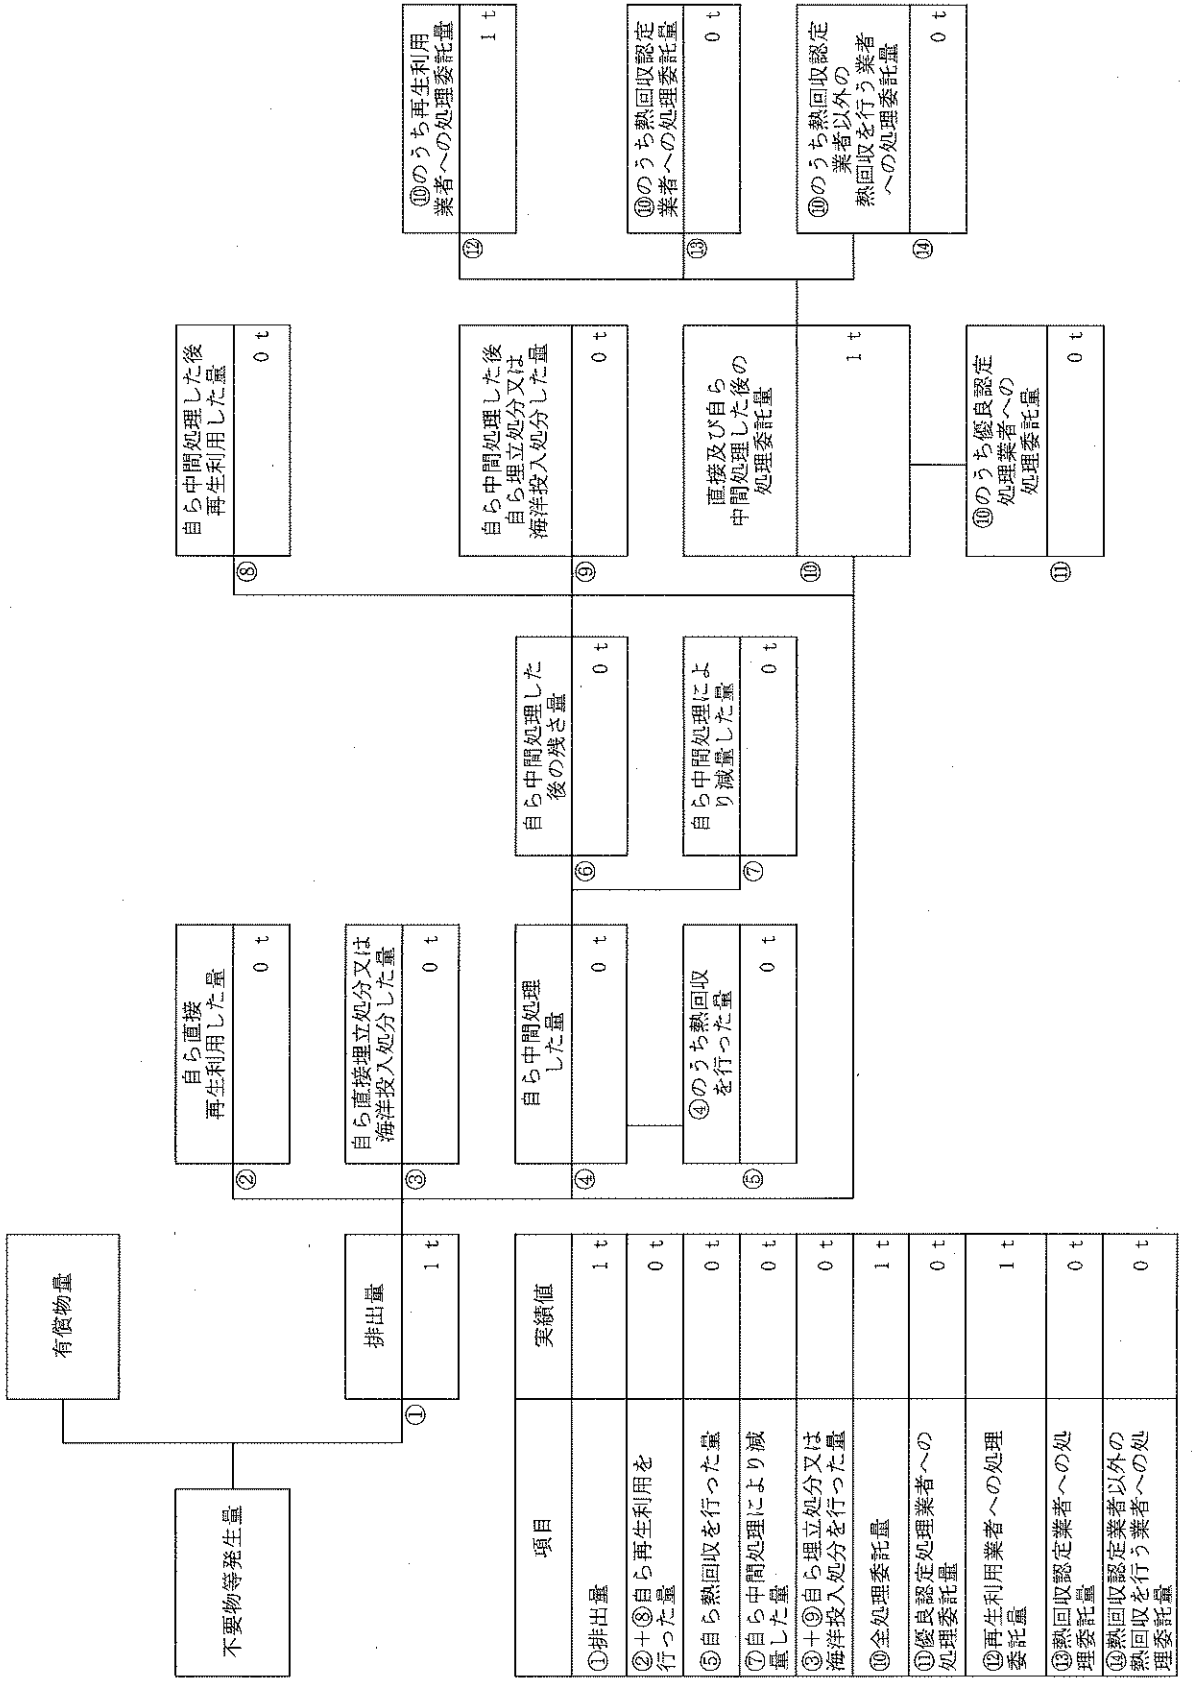 有償物量
不要物等発生量
排出量
①
1 t
自ら直接
再生利用した量
②
0 t
自ら直接埋立処分又は
海洋投入処分した量
③
0 t
自ら中間処理
した量
④
0 t
④のうち熱回収
を行った量
⑤
0 t
自ら中間処理した
後の残さ量
⑥
0 t
自ら中間処理によ
り減量した量
⑦
0 t
自ら中間処理した後
再生利用した量
⑧
0 t
自ら中間処理した後
自ら埋立処分又は
海洋投入処分した量
⑨
0 t
直接及び自ら
中間処理した後の
処理委託量
⑩
1 t
⑩のうち優良認定
処理業者への
処理委託量
⑪
0 t
⑩のうち再生利用
業者への処理委託量
⑫
1 t
⑩のうち熱回収認定
業者への処理委託量
⑬
0 t
⑩のうち熱回収認定
業者以外の
熱回収を行う業者
への処理委託量
⑭
0 t
項目 実績値
①排出量 1 t
②＋⑧自ら再生利用を
行った量 0 t
⑤自ら熱回収を行った量 0 t
⑦自ら中間処理により減
量した量 0 t
③＋⑨自ら埋立処分又は
海洋投入処分を行った量 0 t
⑩全処理委託量 1 t
⑪優良認定処理業者への
処理委託量 0 t
⑫再生利用業者への処理
委託量 1 t
⑬熱回収認定業者への処
理委託量 0 t
⑭熱回収認定業者以外の
熱回収を行う業者への処
理委託量 0 t